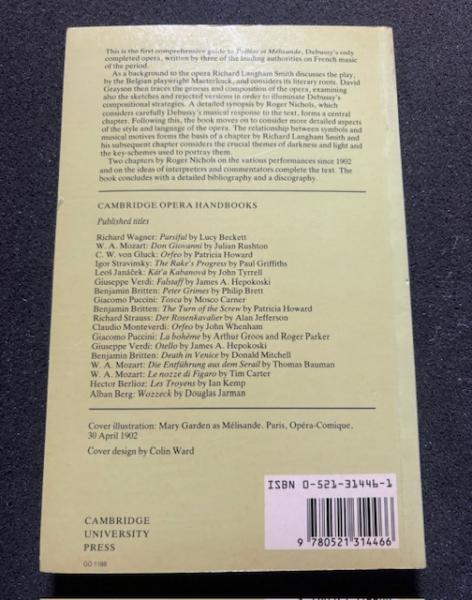 This is the first comprehensive guide to Pelléas et Mélisande, Debussy's only
completed opera, written by three of the leading authorities on French music
of the period.
As a background to the opera Richard Langham Smith discusses the play,
by the Belgian playwright Maeterlinck, and considers its literary roots. David
Grayson then traces the genesis and composition of the opera, examining
also the sketches and rejected versions in order to illuminate Debussy's
compositional strategies. A detailed synopsis by Roger Nichols, which
considers carefully Debussy's musical response to the text, forms a central
chapter. Following this, the book moves on to consider more detailed aspects
of the style and language of the opera. The relationship between symbols and
musical motives forms the basis of a chapter by Richard Langham Smith and
his subsequent chapter considers the crucial themes of darkness and light and
the key-schemes used to portray them.
Two chapters by Roger Nichols on the various performances since 1902
and on the ideas of interpreters and commentators complete the text. The
book concludes with a detailed bibliography and a discography.
CAMBRIDGE OPERA HANDBOOKS
Published titles
Richard Wagner: Parsifal by Lucy Beckett
W. A. Mozart: Don Giovanni by Julian Rushton
C. W. von Gluck: Orfeo by Patricia Howard
Igor Stravinsky: The Rake's Progress by Paul Griffiths
Leoš Janáček: Kát'a Kabanová by John Tyrrell
Giuseppe Verdi: Falstaff by James A. Hepokoski
Benjamin Britten: Peter Grimes by Philip Brett
Giacomo Puccini: Tosca by Mosco Carner
Benjamin Britten: The Turn of the Screw by Patricia Howard
Richard Strauss: Der Rosenkavalier by Alan Jefferson
Claudio Monteverdi: Orfeo by John Whenham
Giacomo Puccini: La bohème by Arthur Groos and Roger Parker
Giuseppe Verdi: Otello by James A. Hepokoski
Benjamin Britten: Death in Venice by Donald Mitchell
W. A. Mozart: Die Entführung aus dem Serail by Thomas Bauman
W. A. Mozart: Le nozze di Figaro by Tim Carter
Hector Berlioz: Les Troyens by Ian Kemp
Alban Berg: Wozzeck by Douglas Jarman
Cover illustration: Mary Garden as Mélisande. Paris, Opéra-Comique,
30 April 1902
Cover design by Colin Ward
ISBN 0-521-31446-1
9 780521 314466
CAMBRIDGE
UNIVERSITY
PRESS
GO 1188